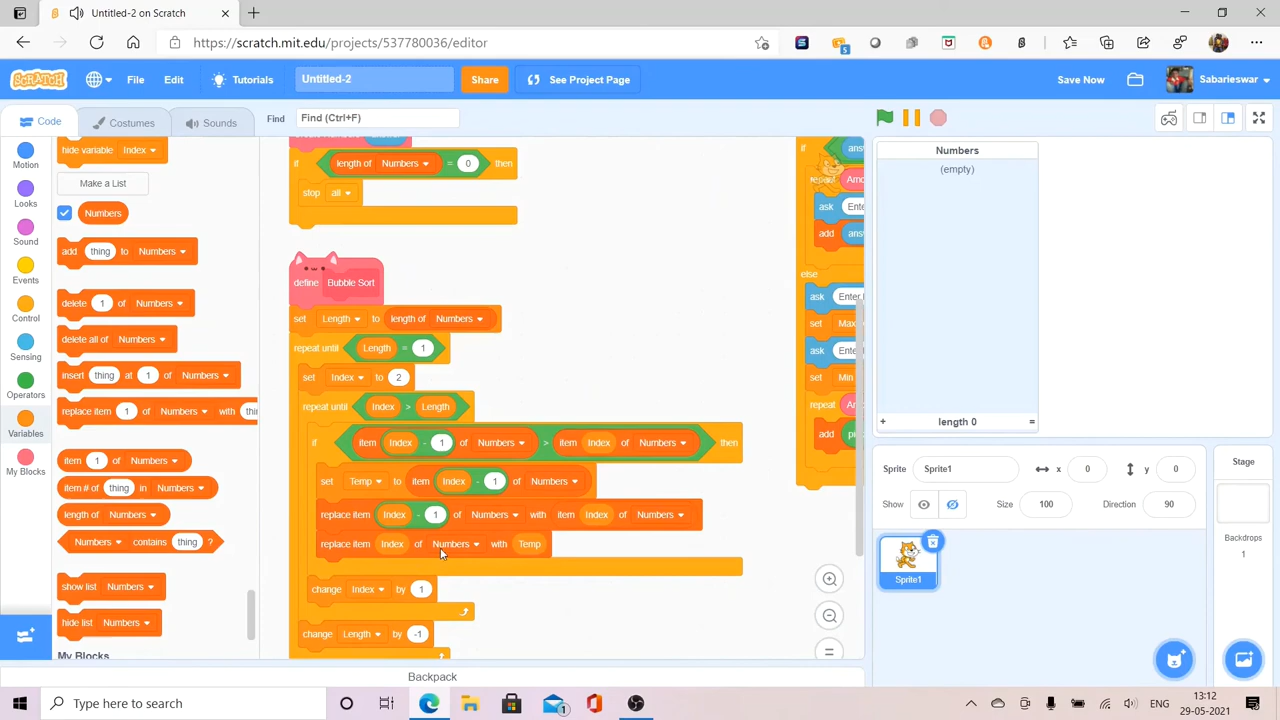 Untitled-2 on Scratch
https://scratch.mit.edu/projects/537780036/editor
5
SCRATCH
File
Edit
Tutorials
Untitled-2
Share
See Project Page
Save Now
Sabarieswar
Code
Costumes
Sounds
Find
Find (Ctrl+F)
Motion
Looks
Sound
Events
Control
Sensing
Operators
Variables
My Blocks
hide variable Index
Make a List
Numbers
add thing to Numbers
delete 1 of Numbers
delete all of Numbers
insert thing at 1 of Numbers
replace item 1 of Numbers with
item 1 of Numbers
item # of thing in Numbers
length of Numbers
Numbers contains thing ?
show list Numbers
hide list Numbers
My Blocks
if length of Numbers = 0 then
stop all
define Bubble Sort
set Length to length of Numbers
repeat until Length = 1
set Index to 2
repeat until Index > Length
if item Index - 1 of Numbers > item Index of Numbers then
set Temp to item Index - 1 of Numbers
replace item Index - 1 of Numbers with item Index of Numbers
replace item Index of Numbers with Temp
change Index by 1
change Length by -1
if
ask
add
else
ask
set
ask
set Min
repeat
add
Backpack
Numbers
(empty)
+ length 0 =
Sprite Sprite1 x 0 y 0
Show Size 100 Direction 90
Sprite1
Stage
Backdrops
1
Type here to search
1
ENG
13:12
29-05-2021